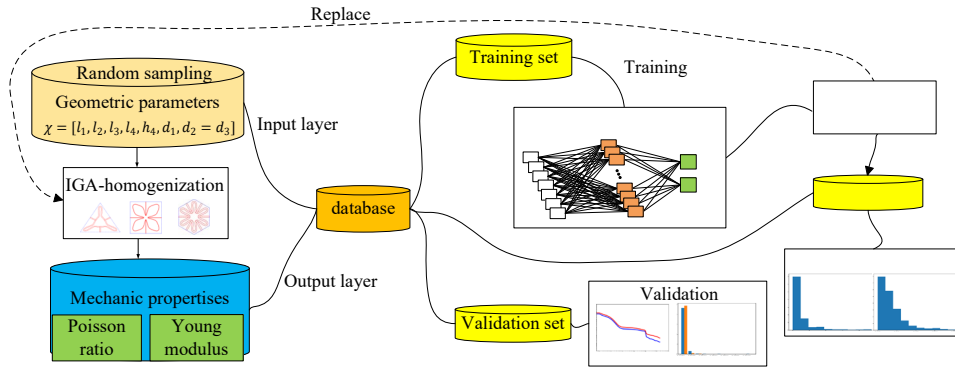 Replace
Random sampling
Geometric parameters
χ = [l₁, l₂, l₃, l₄, h₄, d₁, d₂ = d₃]
Input layer
IGA-homogenization
database
Output layer
Mechanic propertises
Poisson
ratio
Young
modulus
Training set
Training
Validation set
Validation